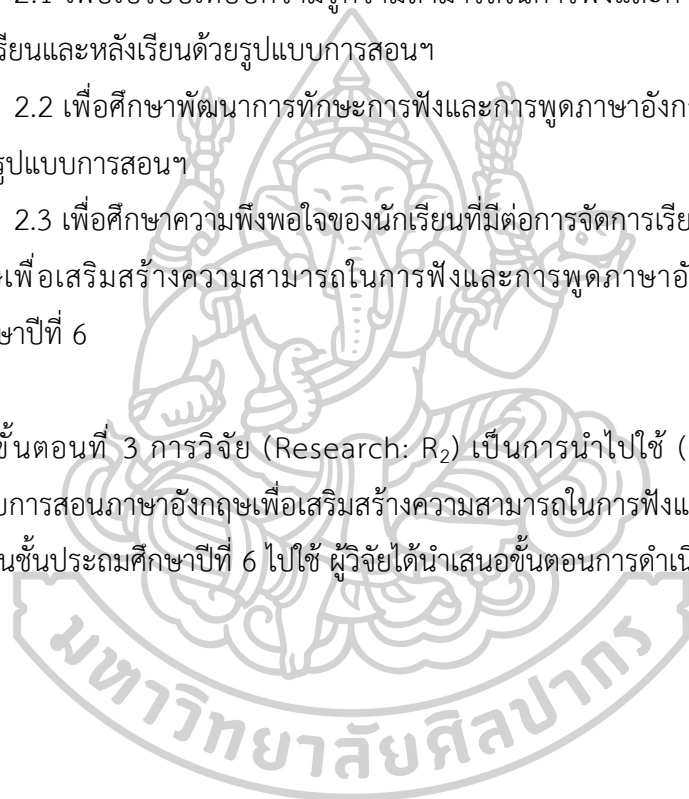 2.1 เพื่อเปรียบเทียบความรู้ความสามารถในการฟังและกา
รียนและหลังเรียนด้วยรูปแบบการสอนฯ
2.2 เพื่อศึกษาพัฒนาการทักษะการฟังและการพูดภาษาอังก
รูปแบบการสอนฯ
2.3 เพื่อศึกษาความพึงพอใจของนักเรียนที่มีต่อการจัดการเรีย
ษเพื่อเสริมสร้างความสามารถในการฟังและการพูดภาษาอั
ษาปีที่ 6
ขั้นตอนที่ 3 การวิจัย (Research: R₂) เป็นการนำไปใช้ (
บการสอนภาษาอังกฤษเพื่อเสริมสร้างความสามารถในการฟังแ
นชั้นประถมศึกษาปีที่ 6 ไปใช้ ผู้วิจัยได้นำเสนอขั้นตอนการดำเนิ
มหาวิทยาลัยศิลปากร